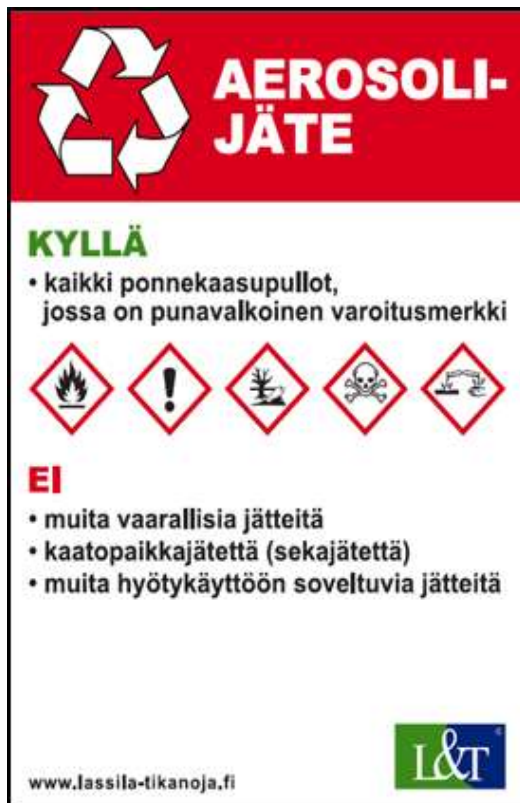 AEROSOLI-
JÄTE
KYLLÄ
• kaikki ponnekaasupullot,
jossa on punavalkoinen varoitusmerkki
EI
• muita vaarallisia jätteitä
• kaatopaikkajätettä (sekajätettä)
• muita hyötykäyttöön soveltuvia jätteitä
L&T
www.lassila-tikanoja.fi